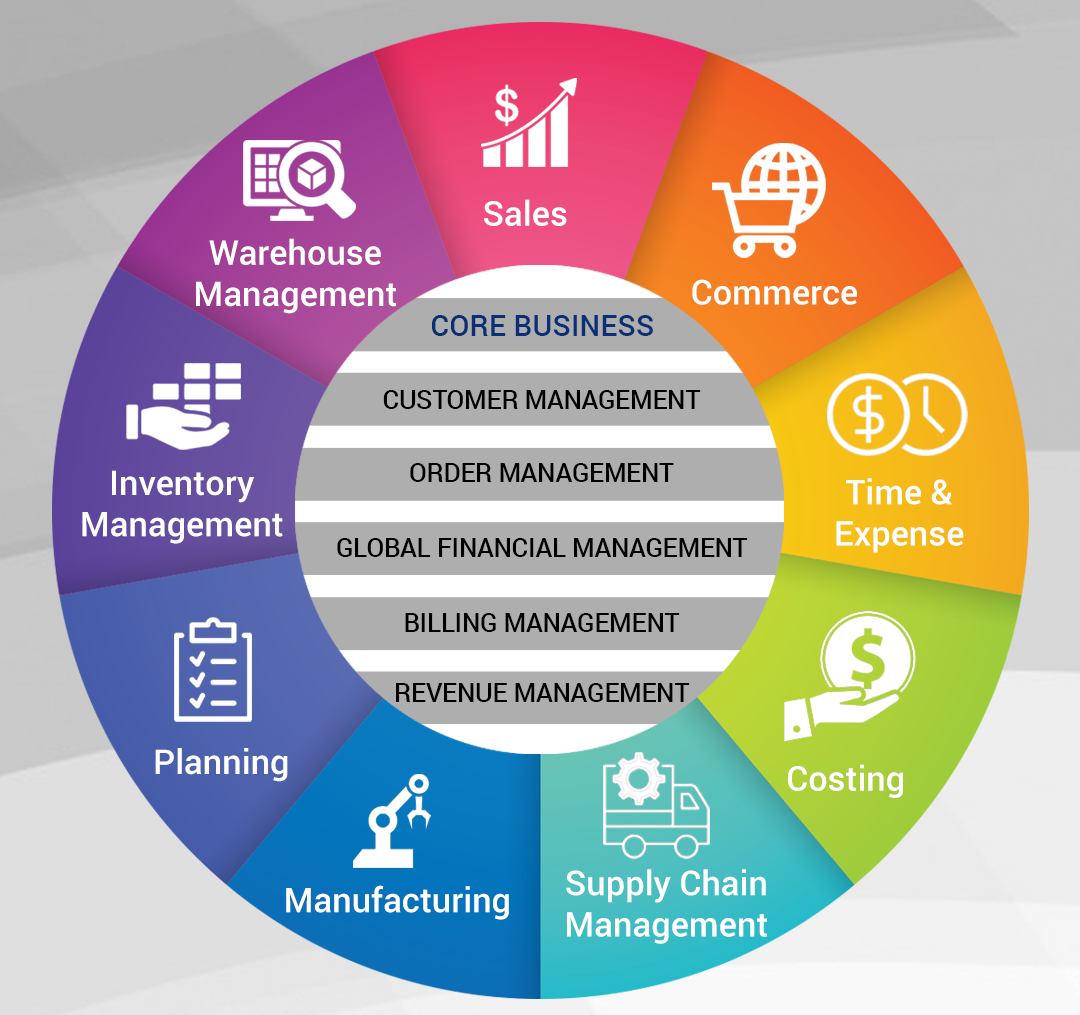 $
Sales
Commerce
$
Time &
Expense
$
Costing
Supply Chain
Management
Manufacturing
Planning
Inventory
Management
Warehouse
Management
CORE BUSINESS
CUSTOMER MANAGEMENT
ORDER MANAGEMENT
GLOBAL FINANCIAL MANAGEMENT
BILLING MANAGEMENT
REVENUE MANAGEMENT